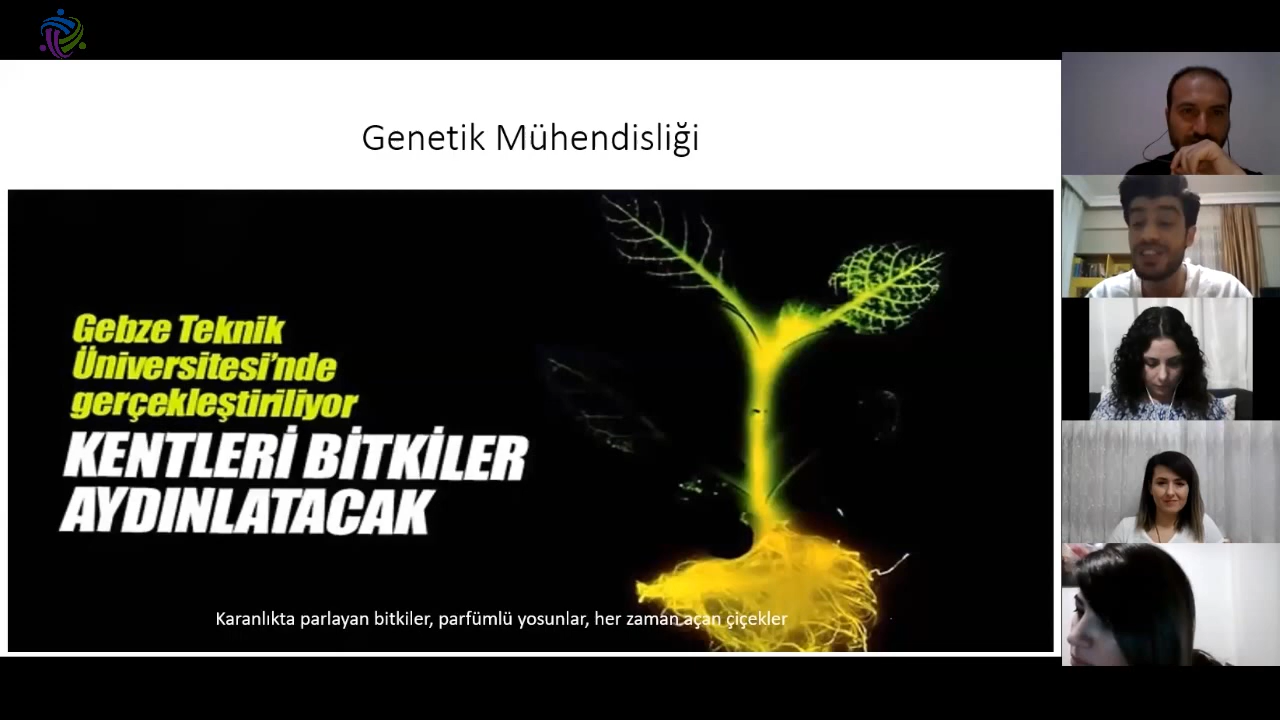 Genetik Mühendisliği
Gebze Teknik
Üniversitesi'nde
gerçekleştiriliyor
KENTLERİ BİTKİLER
AYDINLATACAK
Karanlıkta parlayan bitkiler, parfümlü yosunlar, her zaman açan çiçekler